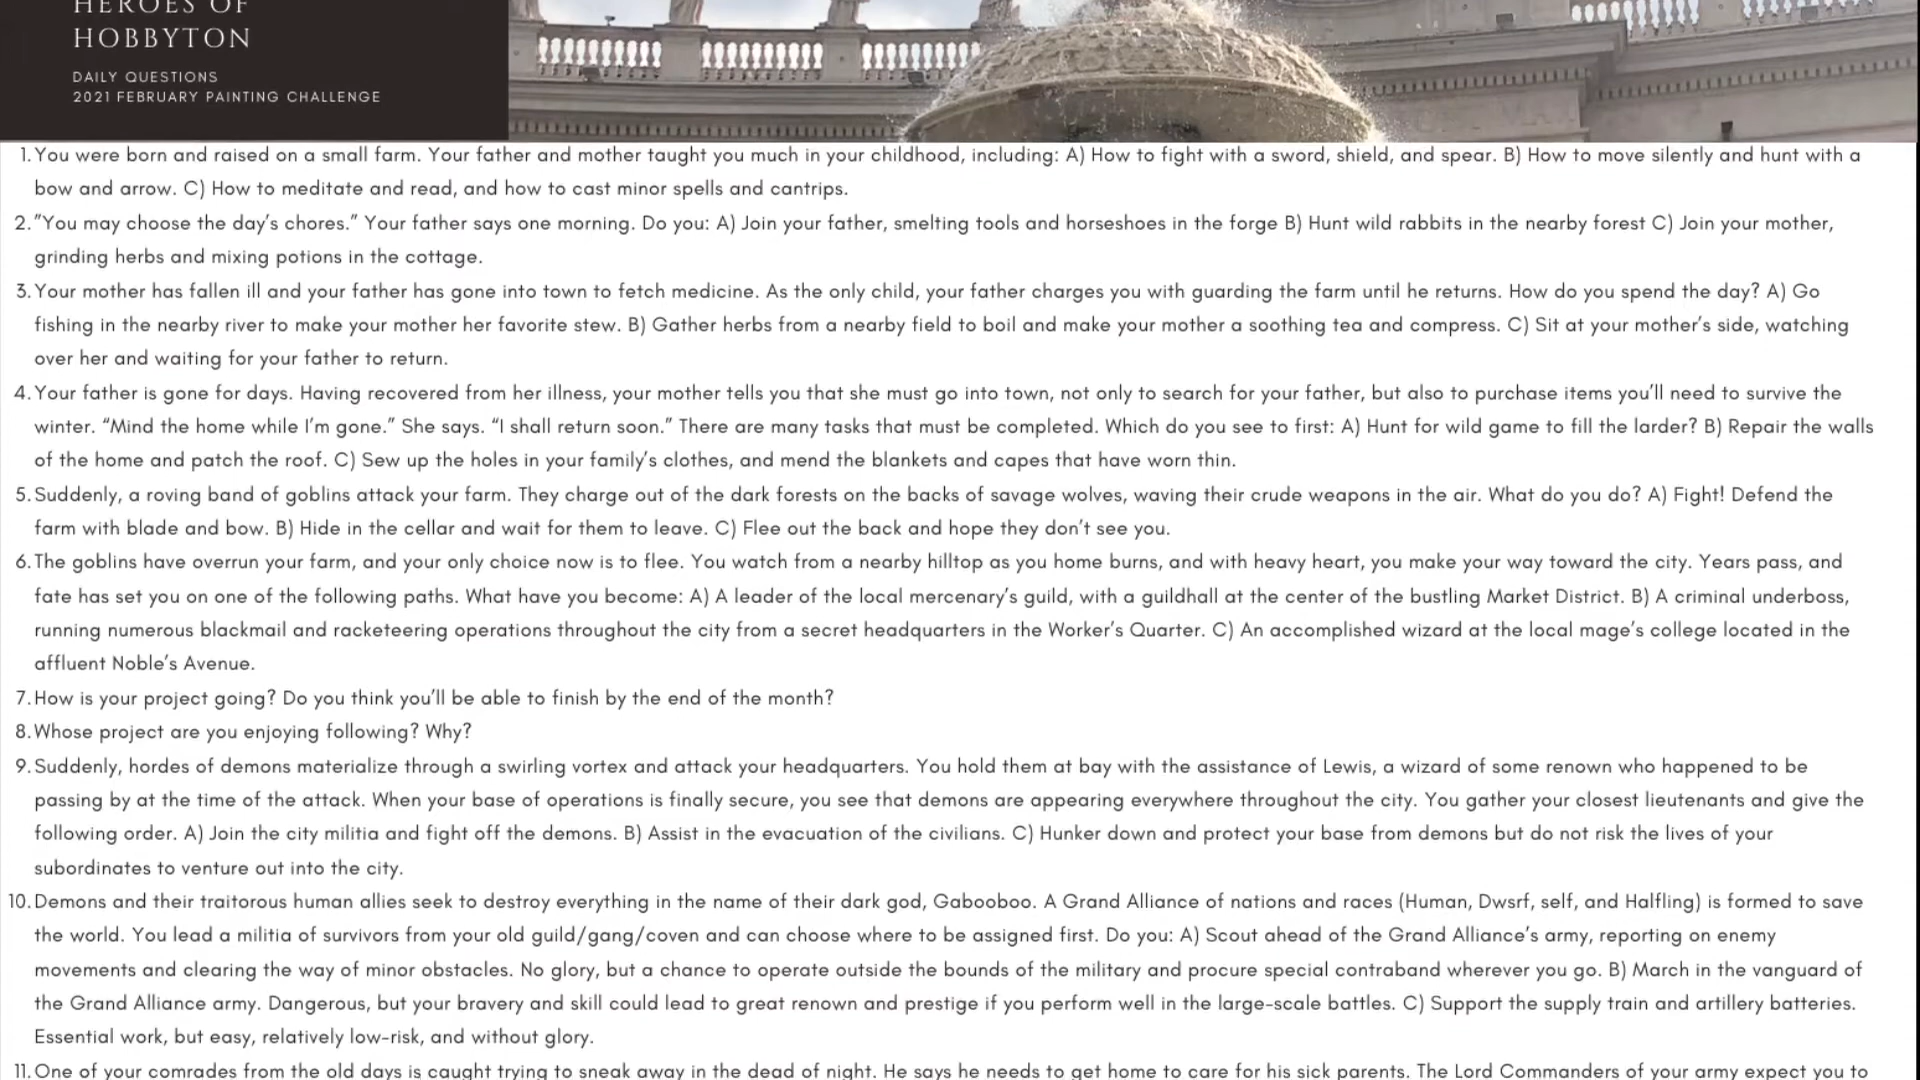 HEROES OF
HOBBYTON
DAILY QUESTIONS
2021 FEBRUARY PAINTING CHALLENGE
1. You were born and raised on a small farm. Your father and mother taught you much in your childhood, including: A) How to fight with a sword, shield, and spear. B) How to move silently and hunt with a
bow and arrow. C) How to meditate and read, and how to cast minor spells and cantrips.
2. "You may choose the day's chores." Your father says one morning. Do you: A) Join your father, smelting tools and horseshoes in the forge B) Hunt wild rabbits in the nearby forest C) Join your mother,
grinding herbs and mixing potions in the cottage.
3. Your mother has fallen ill and your father has gone into town to fetch medicine. As the only child, your father charges you with guarding the farm until he returns. How do you spend the day? A) Go
fishing in the nearby river to make your mother her favorite stew. B) Gather herbs from a nearby field to boil and make your mother a soothing tea and compress. C) Sit at your mother's side, watching
over her and waiting for your father to return.
4. Your father is gone for days. Having recovered from her illness, your mother tells you that she must go into town, not only to search for your father, but also to purchase items you'll need to survive the
winter. "Mind the home while I'm gone." She says. "I shall return soon." There are many tasks that must be completed. Which do you see to first: A) Hunt for wild game to fill the larder? B) Repair the walls
of the home and patch the roof. C) Sew up the holes in your family's clothes, and mend the blankets and capes that have worn thin.
5. Suddenly, a roving band of goblins attack your farm. They charge out of the dark forests on the backs of savage wolves, waving their crude weapons in the air. What do you do? A) Fight! Defend the
farm with blade and bow. B) Hide in the cellar and wait for them to leave. C) Flee out the back and hope they don't see you.
6. The goblins have overrun your farm, and your only choice now is to flee. You watch from a nearby hilltop as you home burns, and with heavy heart, you make your way toward the city. Years pass, and
fate has set you on one of the following paths. What have you become: A) A leader of the local mercenary's guild, with a guildhall at the center of the bustling Market District. B) A criminal underboss,
running numerous blackmail and racketeering operations throughout the city from a secret headquarters in the Worker's Quarter. C) An accomplished wizard at the local mage's college located in the
affluent Noble's Avenue.
7. How is your project going? Do you think you'll be able to finish by the end of the month?
8. Whose project are you enjoying following? Why?
9. Suddenly, hordes of demons materialize through a swirling vortex and attack your headquarters. You hold them at bay with the assistance of Lewis, a wizard of some renown who happened to be
passing by at the time of the attack. When your base of operations is finally secure, you see that demons are appearing everywhere throughout the city. You gather your closest lieutenants and give the
following order. A) Join the city militia and fight off the demons. B) Assist in the evacuation of the civilians. C) Hunker down and protect your base from demons but do not risk the lives of your
subordinates to venture out into the city.
10. Demons and their traitorous human allies seek to destroy everything in the name of their dark god, Gabooboo. A Grand Alliance of nations and races (Human, Dwsrf, self, and Halfling) is formed to save
the world. You lead a militia of survivors from your old guild/gang/coven and can choose where to be assigned first. Do you: A) Scout ahead of the Grand Alliance's army, reporting on enemy
movements and clearing the way of minor obstacles. No glory, but a chance to operate outside the bounds of the military and procure special contraband wherever you go. B) March in the vanguard of
the Grand Alliance army. Dangerous, but your bravery and skill could lead to great renown and prestige if you perform well in the large-scale battles. C) Support the supply train and artillery batteries.
Essential work, but easy, relatively low-risk, and without glory.
11. One of your comrades from the old days is caught trying to sneak away in the dead of night. He says he needs to get home to care for his sick parents. The Lord Commanders of your army expect you to